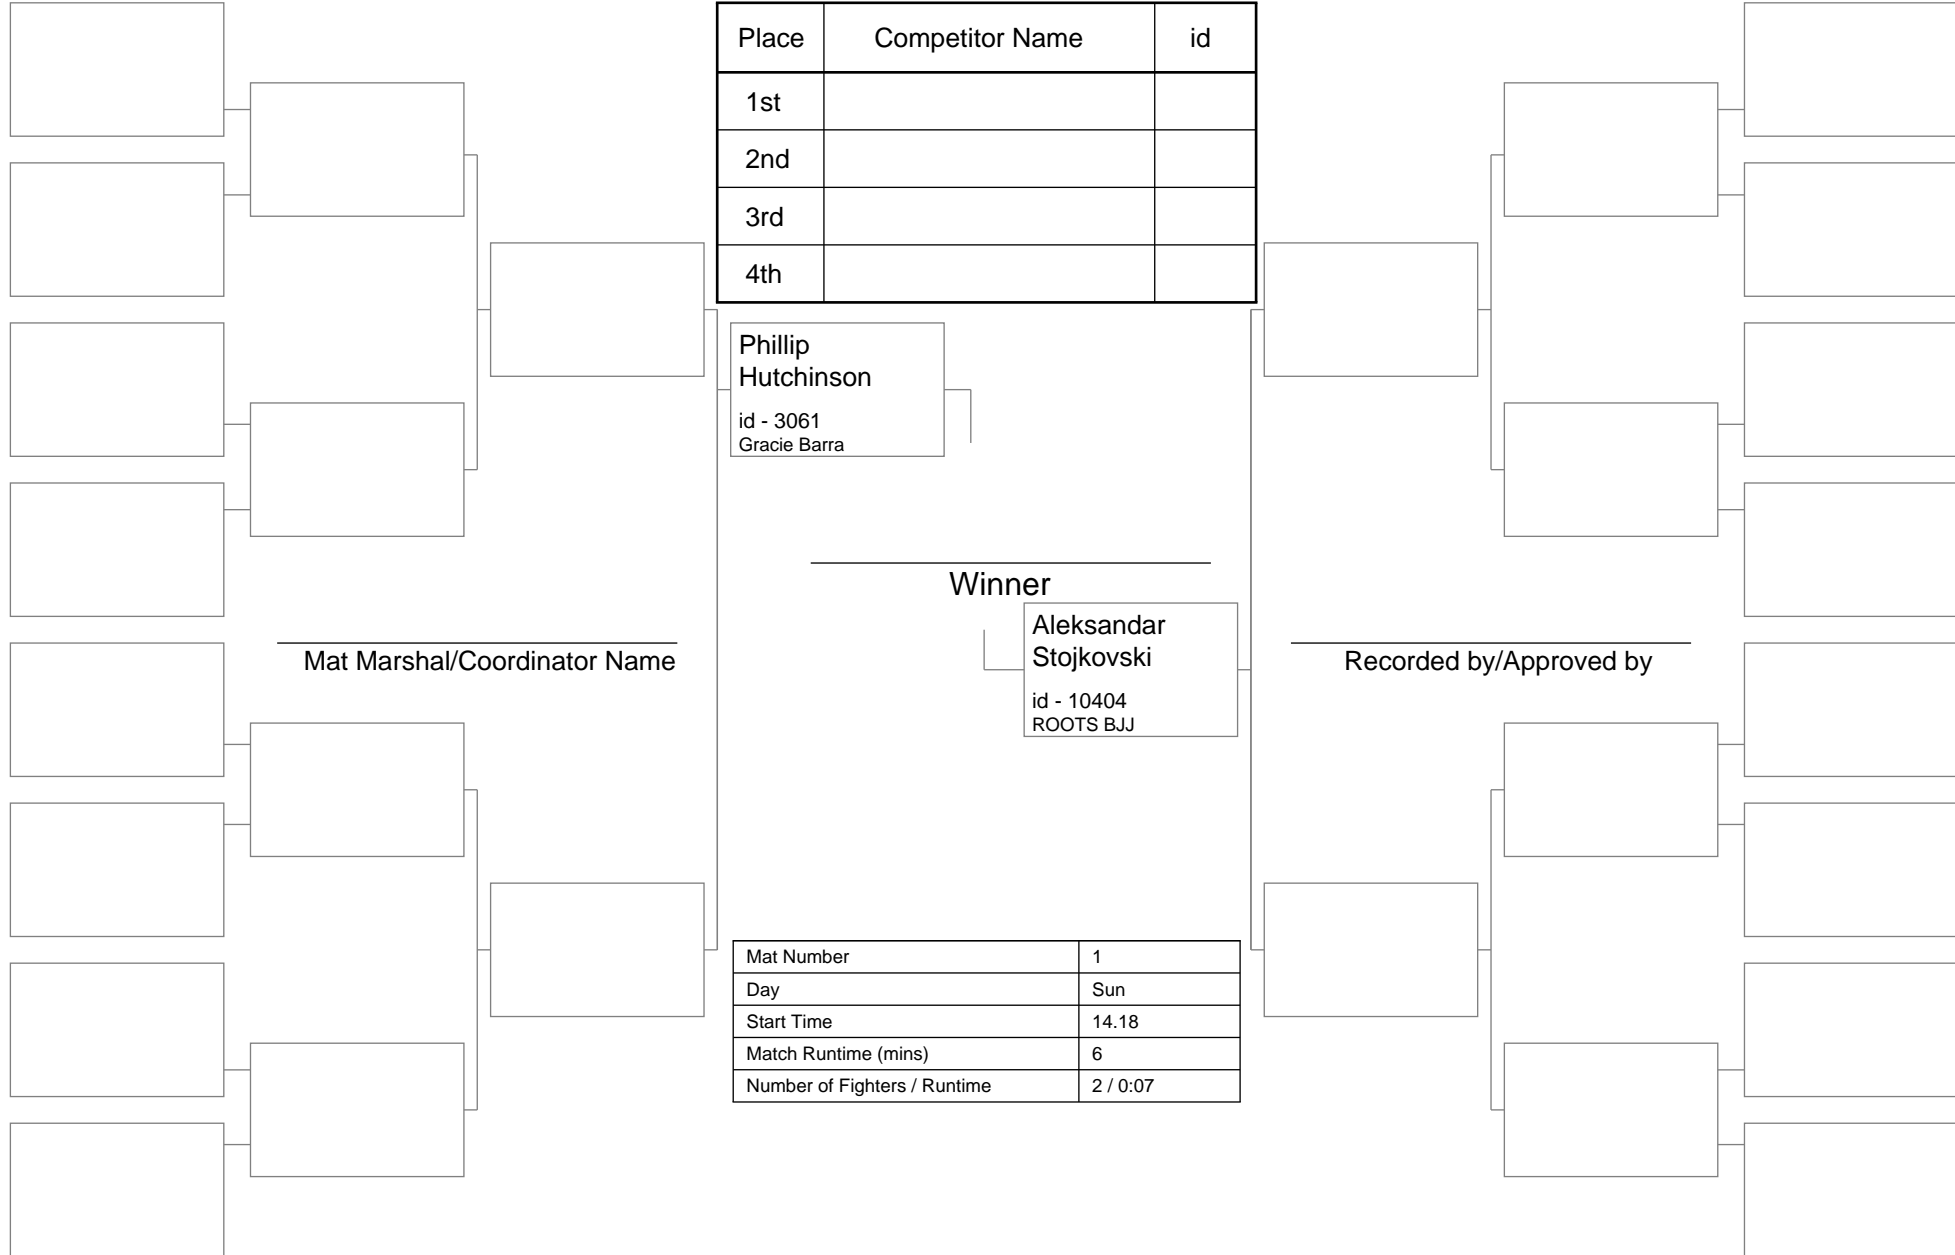 Place Competitor Name id
1st
2nd
3rd
4th
Phillip
Hutchinson
id - 3061
Gracie Barra
Winner
Aleksandar
Stojkovski
id - 10404
ROOTS BJJ
Mat Marshal/Coordinator Name
Recorded by/Approved by
Mat Number 1
Day Sun
Start Time 14.18
Match Runtime (mins) 6
Number of Fighters / Runtime 2 / 0:07